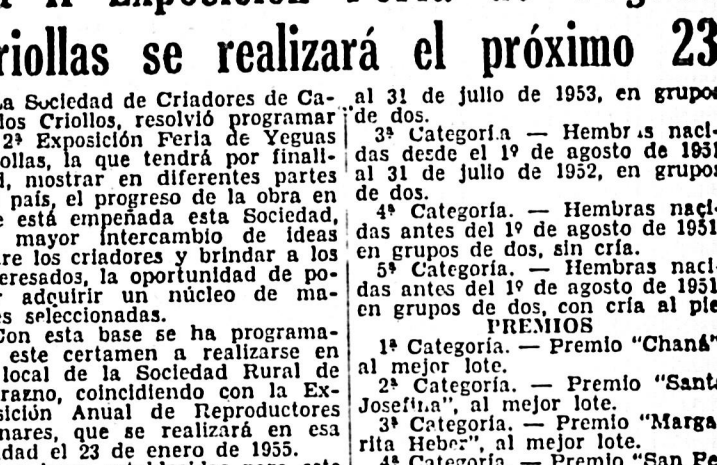 II Exposición Feria de
riollas se realizará el próximo 23
La Sociedad de Criadores de Ca-
los Criollos, resolvió programar
2ª Exposición Feria de Yeguas
ollas, la que tendrá por finali-
d, mostrar en diferentes partes
país, el progreso de la obra en
e está empeñada esta Sociedad,
mayor intercambio de ideas
re los criadores y brindar a los
eresados, la oportunidad de po-
r adquirir un núcleo de ma-
es seleccionadas.
Con esta base se ha programa-
este certamen a realizarse en
local de la Sociedad Rural de
razno, coincidiendo con la Ex-
sición Anual de Reproductores
nares, que se realizará en esa
dad el 23 de enero de 1955.
al 31 de julio de 1953, en grupos
de dos.
3ª Categoría — Hembras naci-
das desde el 1º de agosto de 1951
al 31 de julio de 1952, en grupos
de dos.
4ª Categoría. — Hembras naci-
das antes del 1º de agosto de 1951
en grupos de dos, sin cría.
5ª Categoría. — Hembras naci-
das antes del 1º de agosto de 1951
en grupos de dos, con cría al pie
PREMIOS
1ª Categoría. — Premio "Chaná"
al mejor lote.
2ª Categoría. — Premio "Santa
Josefina", al mejor lote.
3ª Categoría. — Premio "Marga-
rita Heber", al mejor lote.
4ª Categoría. — Premio "San Fe